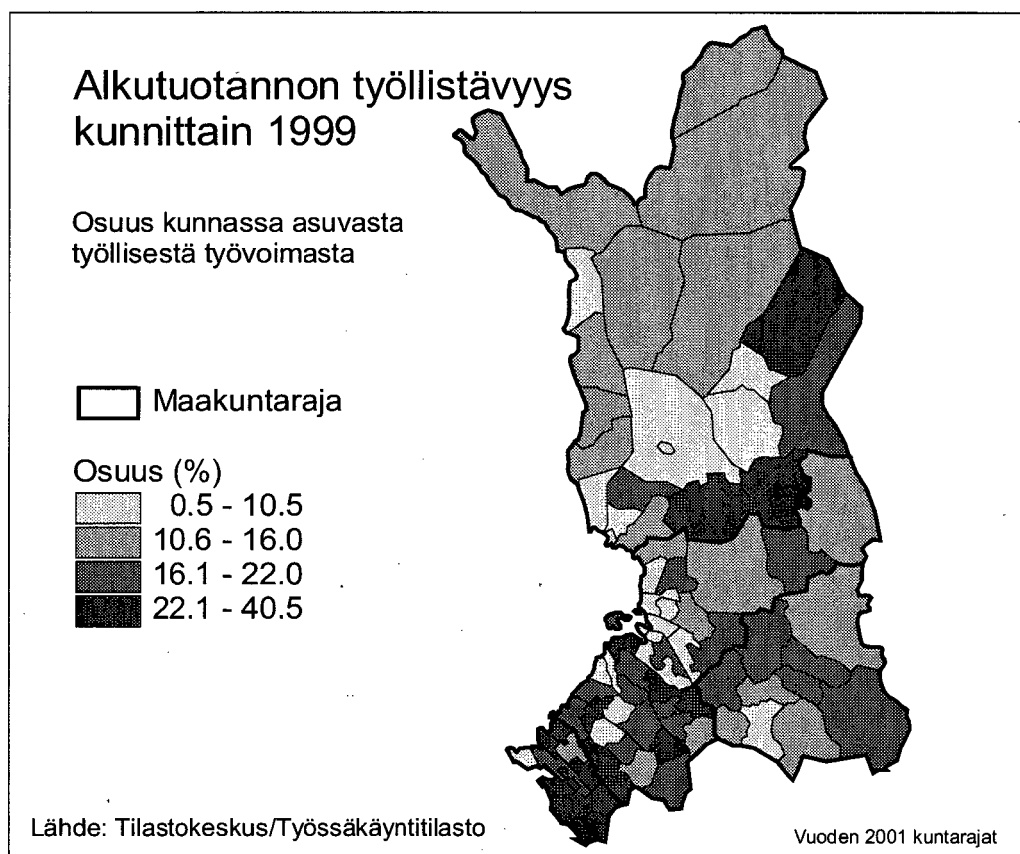 Alkutuotannon työllistävyys
kunnittain 1999
Osuus kunnassa asuvasta
työllisestä työvoimasta
Maakuntaraja
Osuus (%)
0.5 - 10.5
10.6 - 16.0
16.1 - 22.0
22.1 - 40.5
Lähde: Tilastokeskus/Työssäkäyntitilasto
Vuoden 2001 kuntarajat